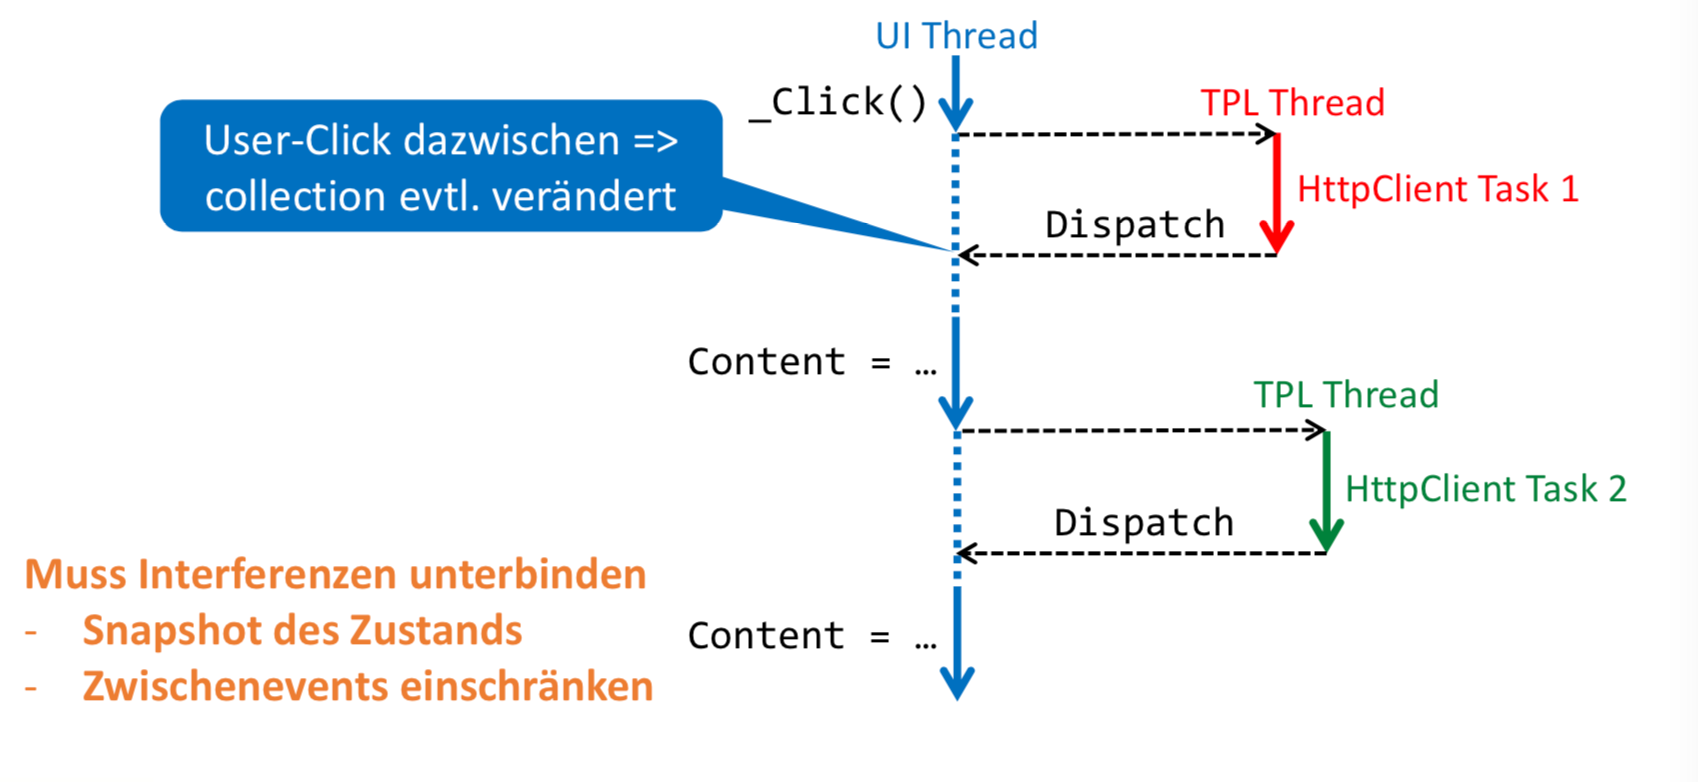 UI Thread
_Click()
TPL Thread
User-Click dazwischen =>
collection evtl. verändert
HttpClient Task 1
Dispatch
Content = …
TPL Thread
HttpClient Task 2
Dispatch
Muss Interferenzen unterbinden
- Snapshot des Zustands
Content = …
- Zwischenevents einschränken